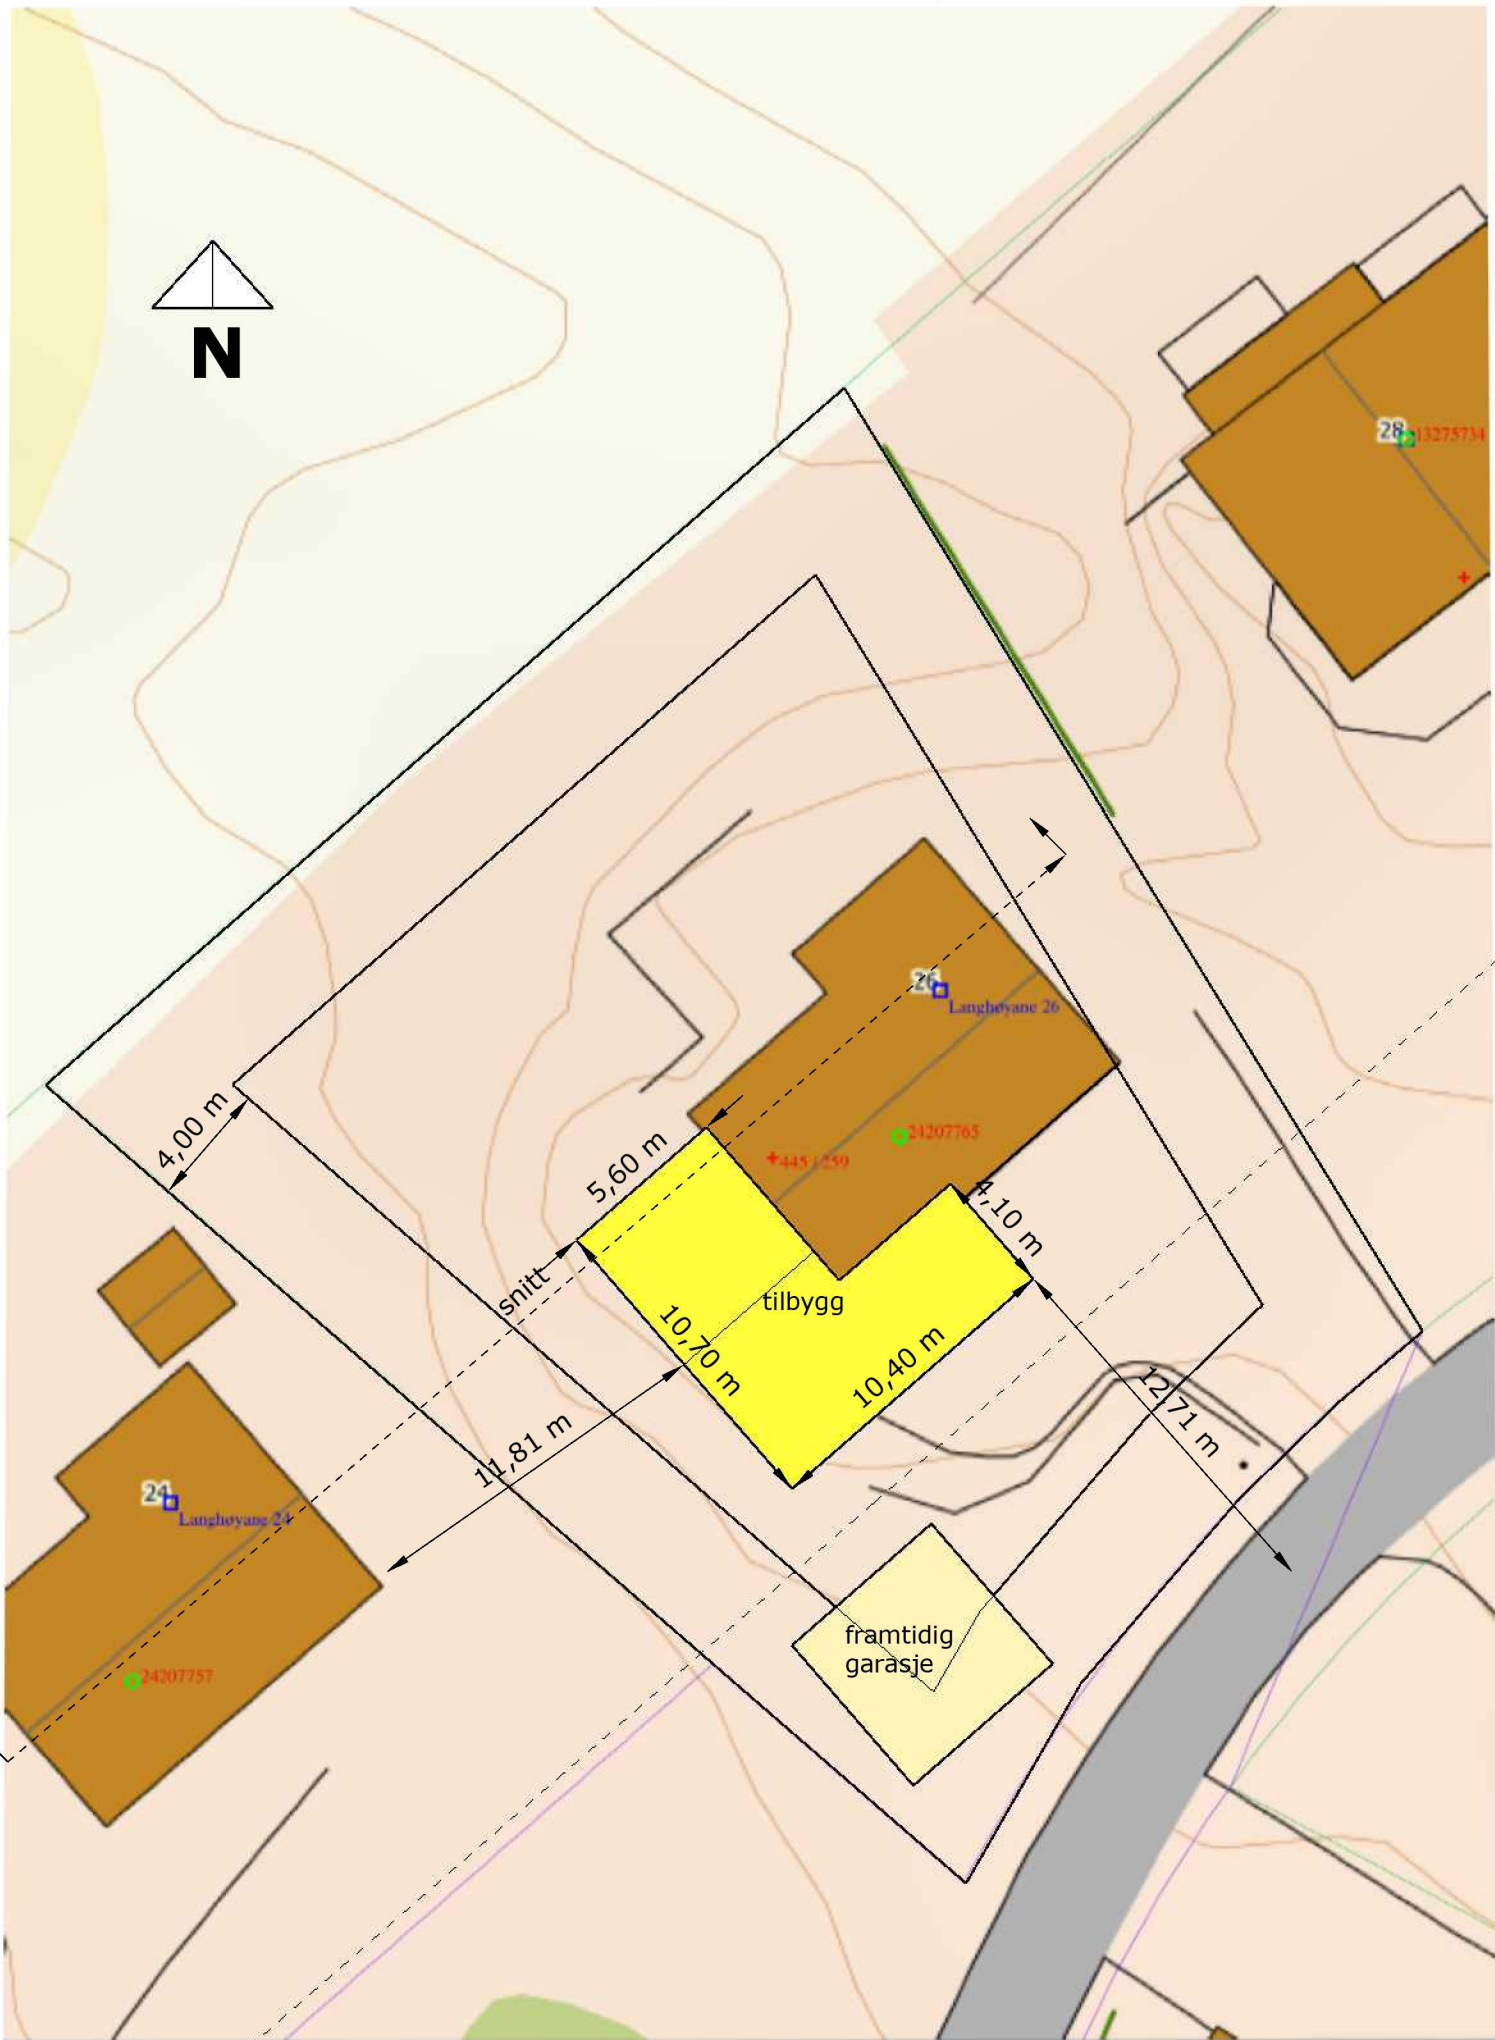 N
28
13275734
26
Langhøyane 26
4,00 m
5,60 m
24207765
445 / 259
4,10 m
snitt
tilbygg
10,70 m
10,40 m
12,71 m
11,81 m
24
Langhøyane 24
framtidig
garasje
24207757